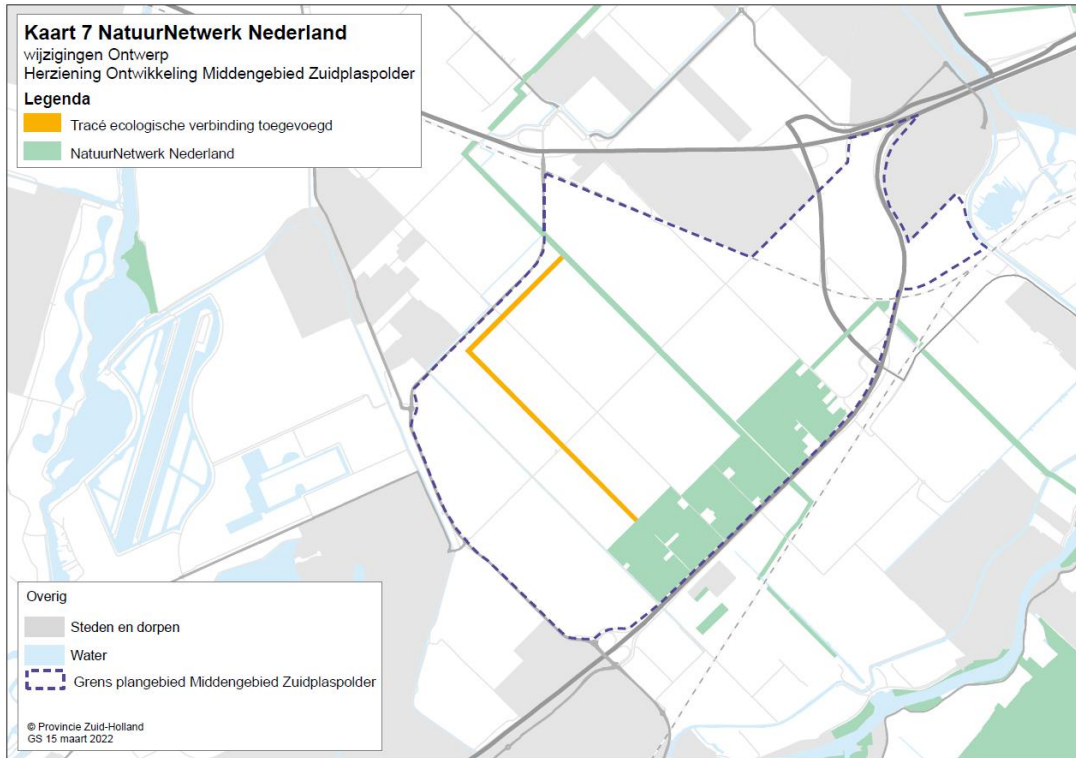 Kaart 7 NatuurNetwerk Nederland
wijzigingen Ontwerp
Herziening Ontwikkeling Middengebied Zuidplaspolder
Legenda
Tracé ecologische verbinding toegevoegd
NatuurNetwerk Nederland
Overig
Steden en dorpen
Water
Grens plangebied Middengebied Zuidplaspolder
© Provincie Zuid-Holland
GS 15 maart 2022